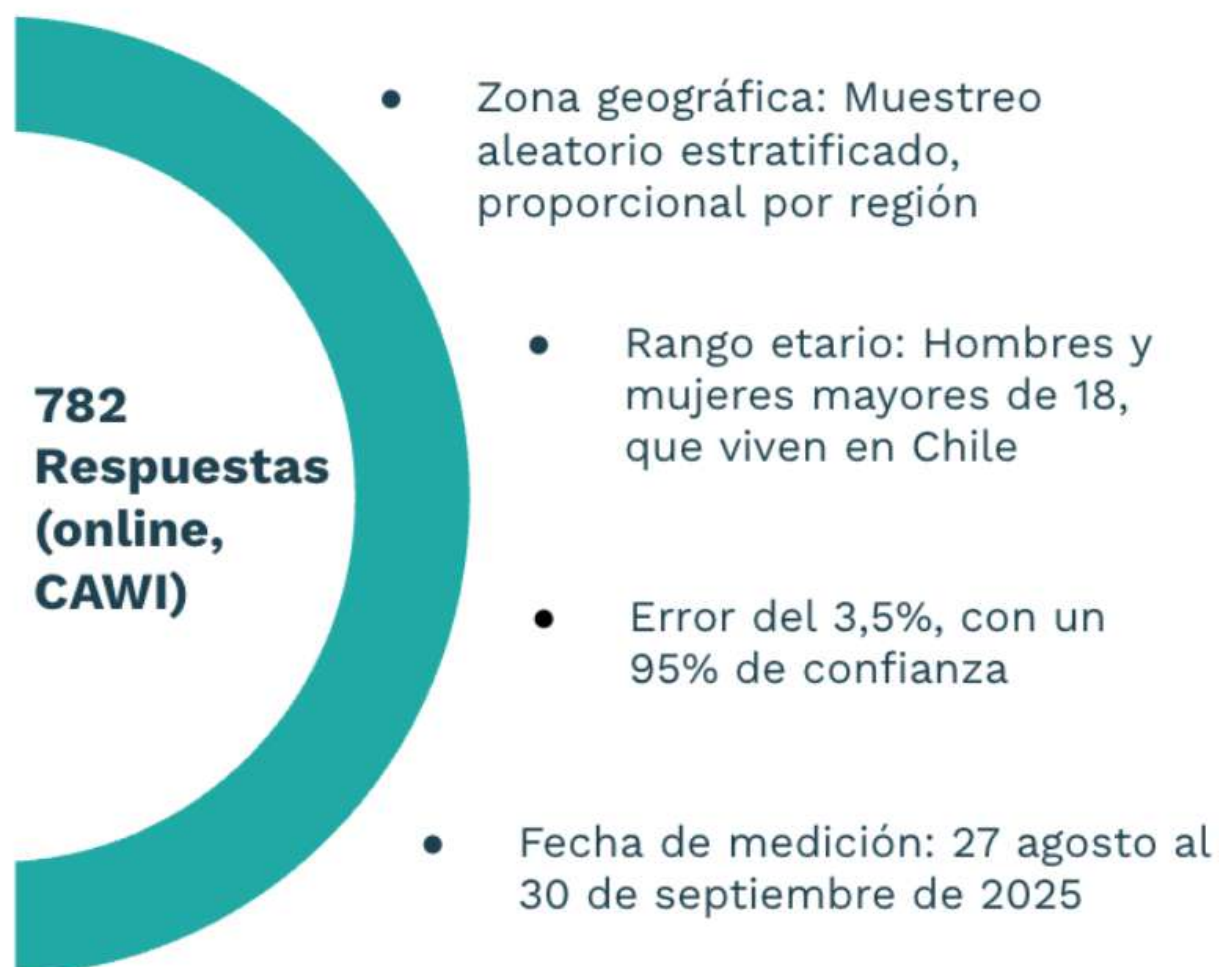 Zona geográfica: Muestreo
aleatorio estratificado,
proporcional por región
Rango etario: Hombres y
mujeres mayores de 18,
que viven en Chile
782
Respuestas
(online,
CAWI)
Error del 3,5%, con un
95% de confianza
Fecha de medición: 27 agosto al
30 de septiembre de 2025